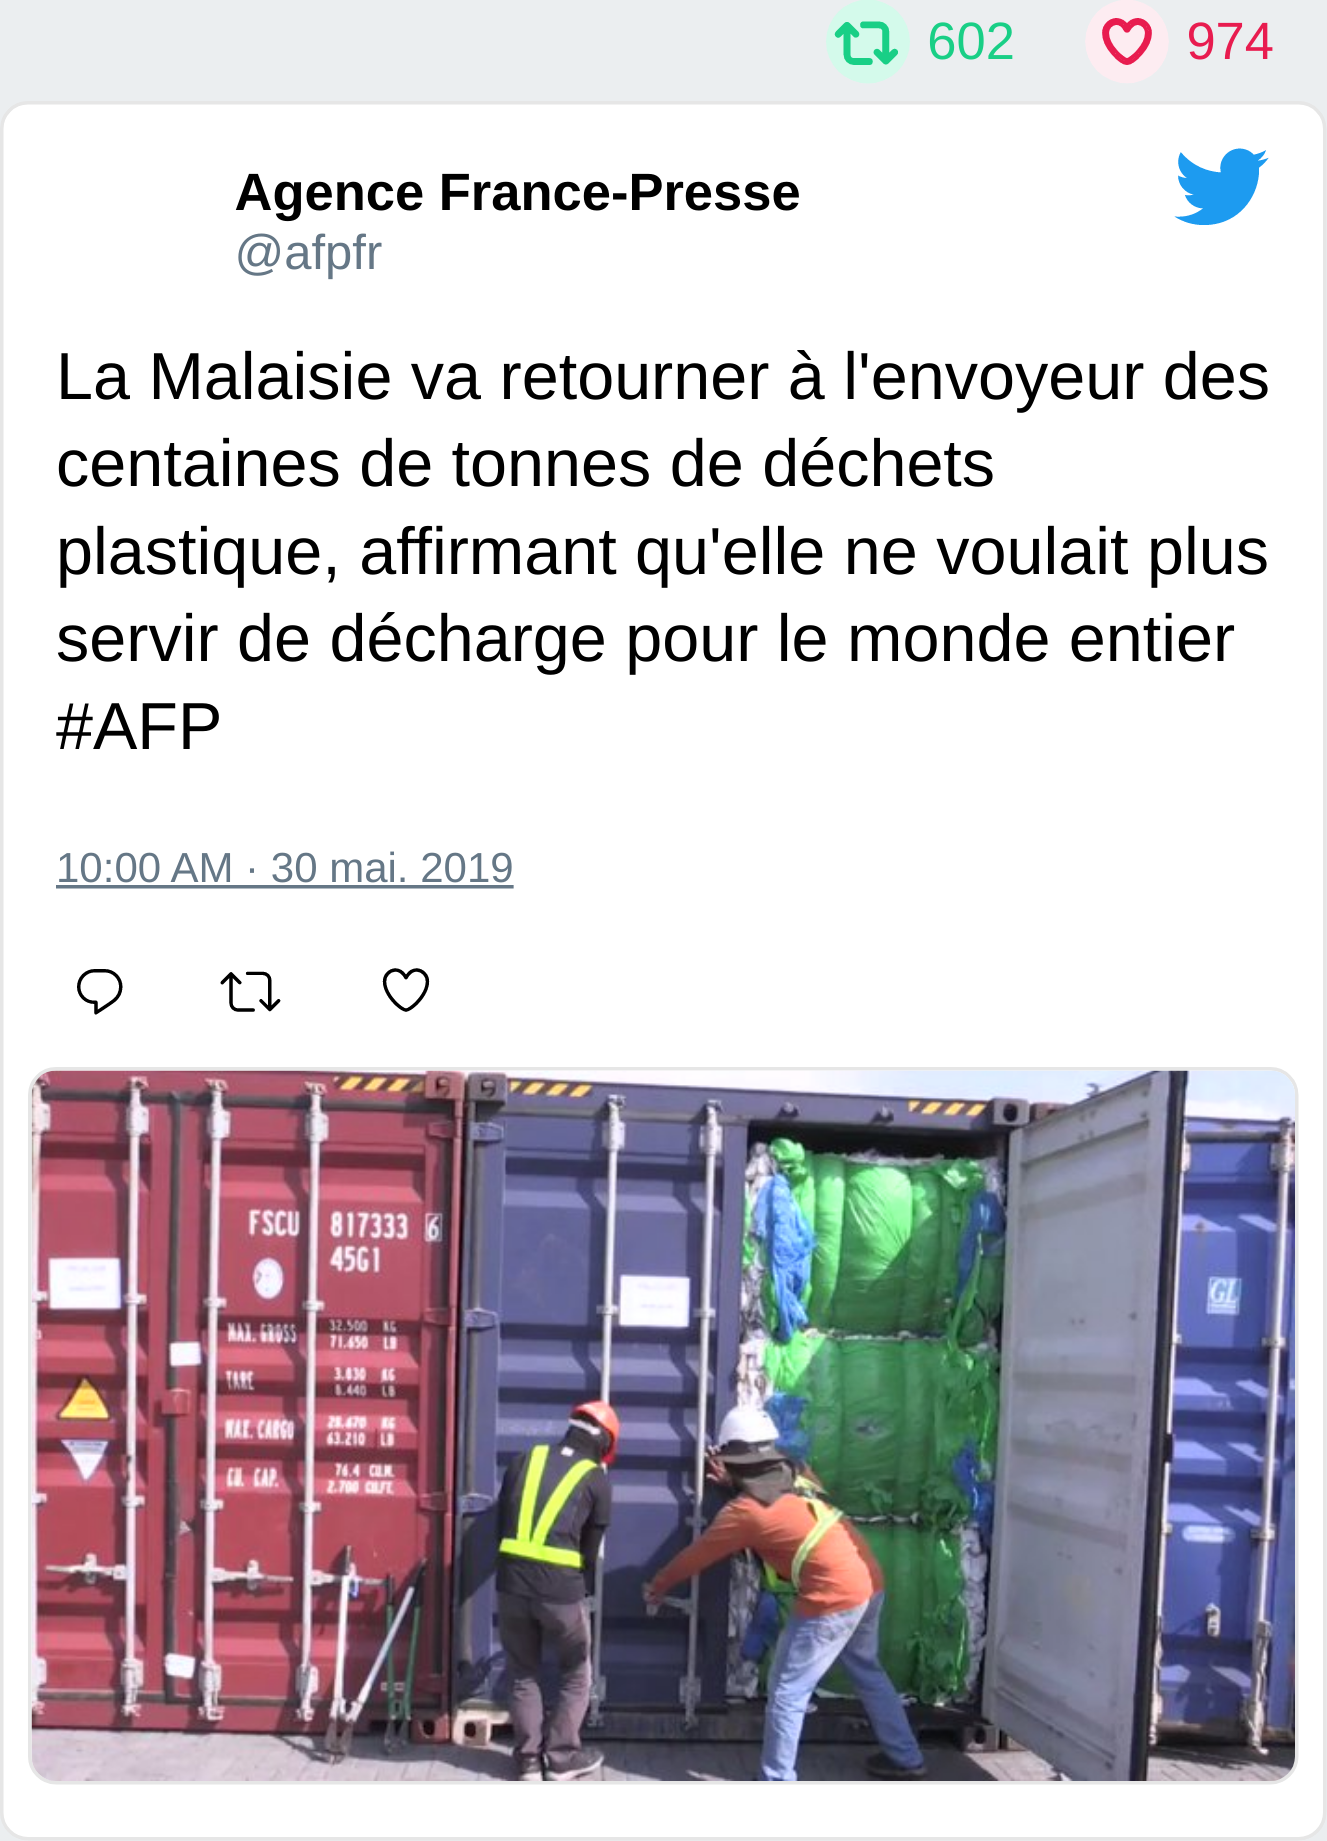 602 974
Agence France-Presse
@afpfr
La Malaisie va retourner à l'envoyeur des
centaines de tonnes de déchets
plastique, affirmant qu'elle ne voulait plus
servir de décharge pour le monde entier
#AFP
10:00 AM · 30 mai. 2019
FSCU 817333 6
45G1
MAX. GROSS 32.500 KG
71.650 LB
TARE 3.830 KG
8.440 LB
MAX. CARGO 28.670 KG
63.210 LB
CU. CAP. 76.4 CU.M.
2.700 CU.FT.
GL